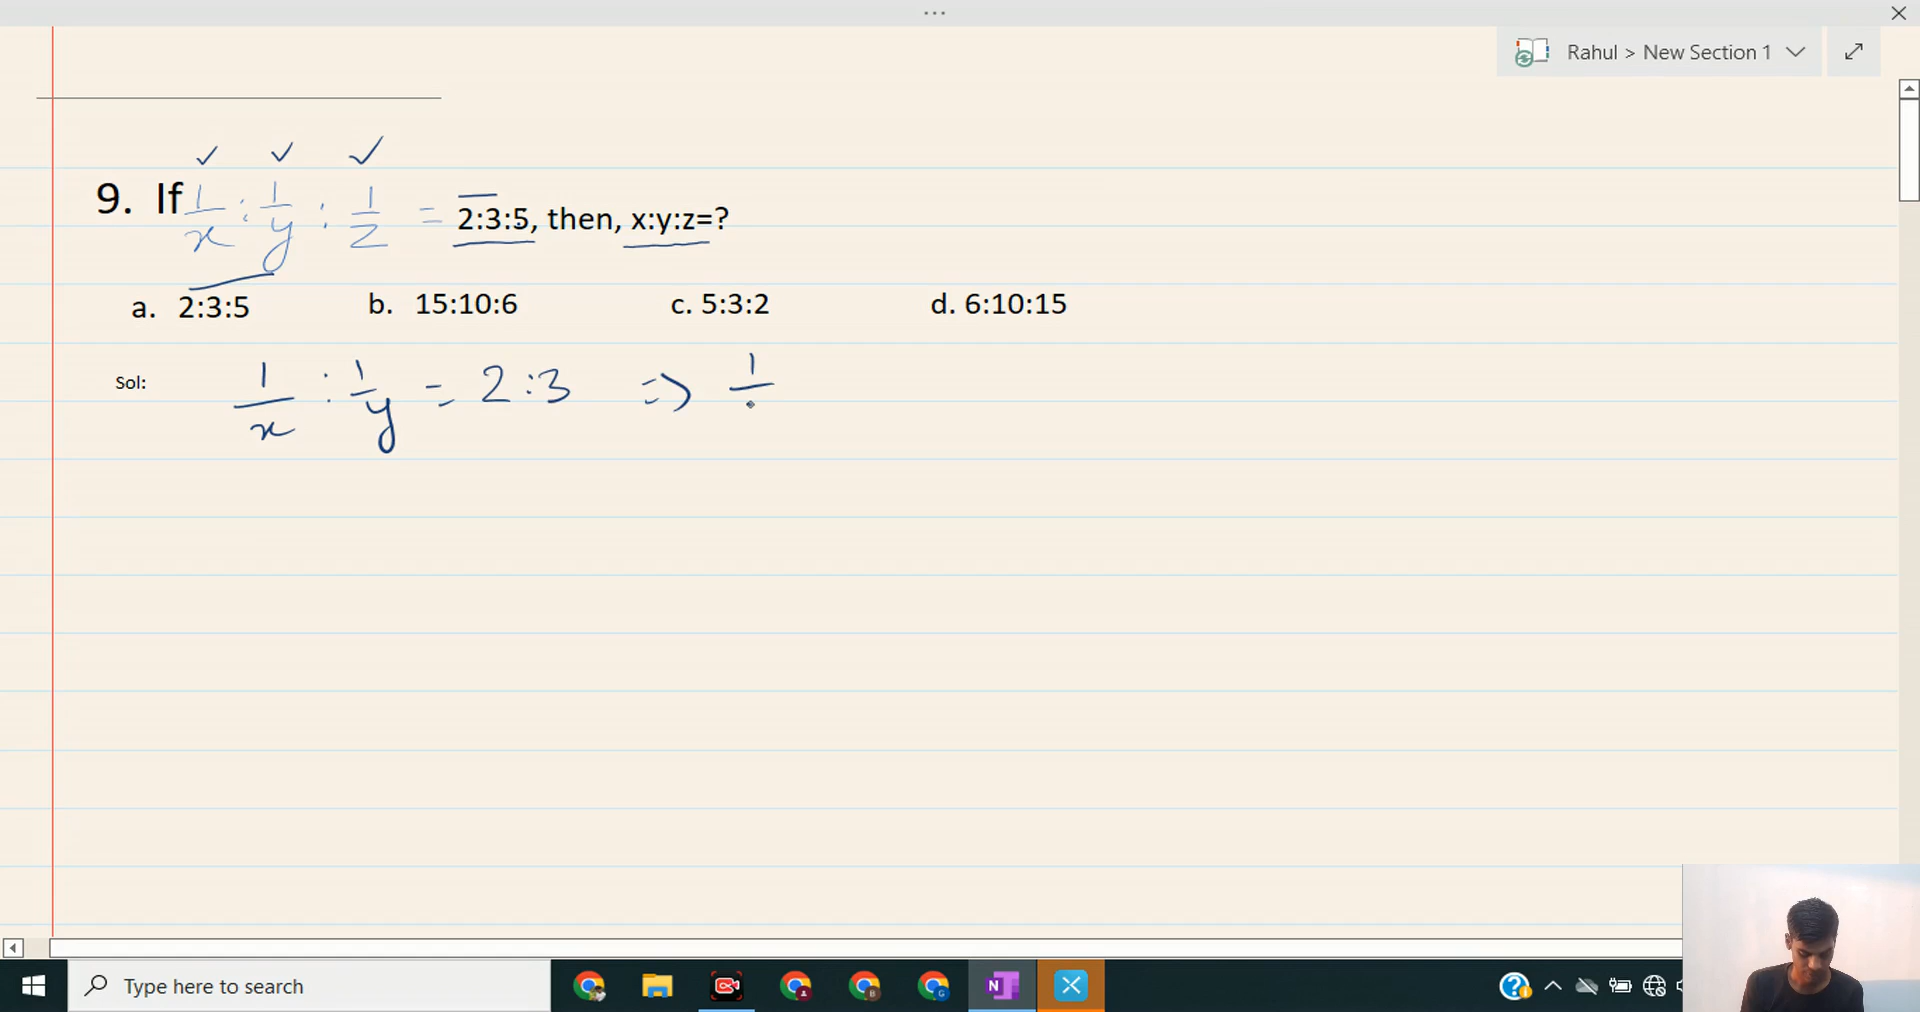 Rahul > New Section 1
9. If 1/x : 1/y : 1/z = 2:3:5, then, x:y:z=?
a. 2:3:5 b. 15:10:6 c. 5:3:2 d. 6:10:15
Sol: 1/x : 1/y = 2:3 => 1/
Type here to search